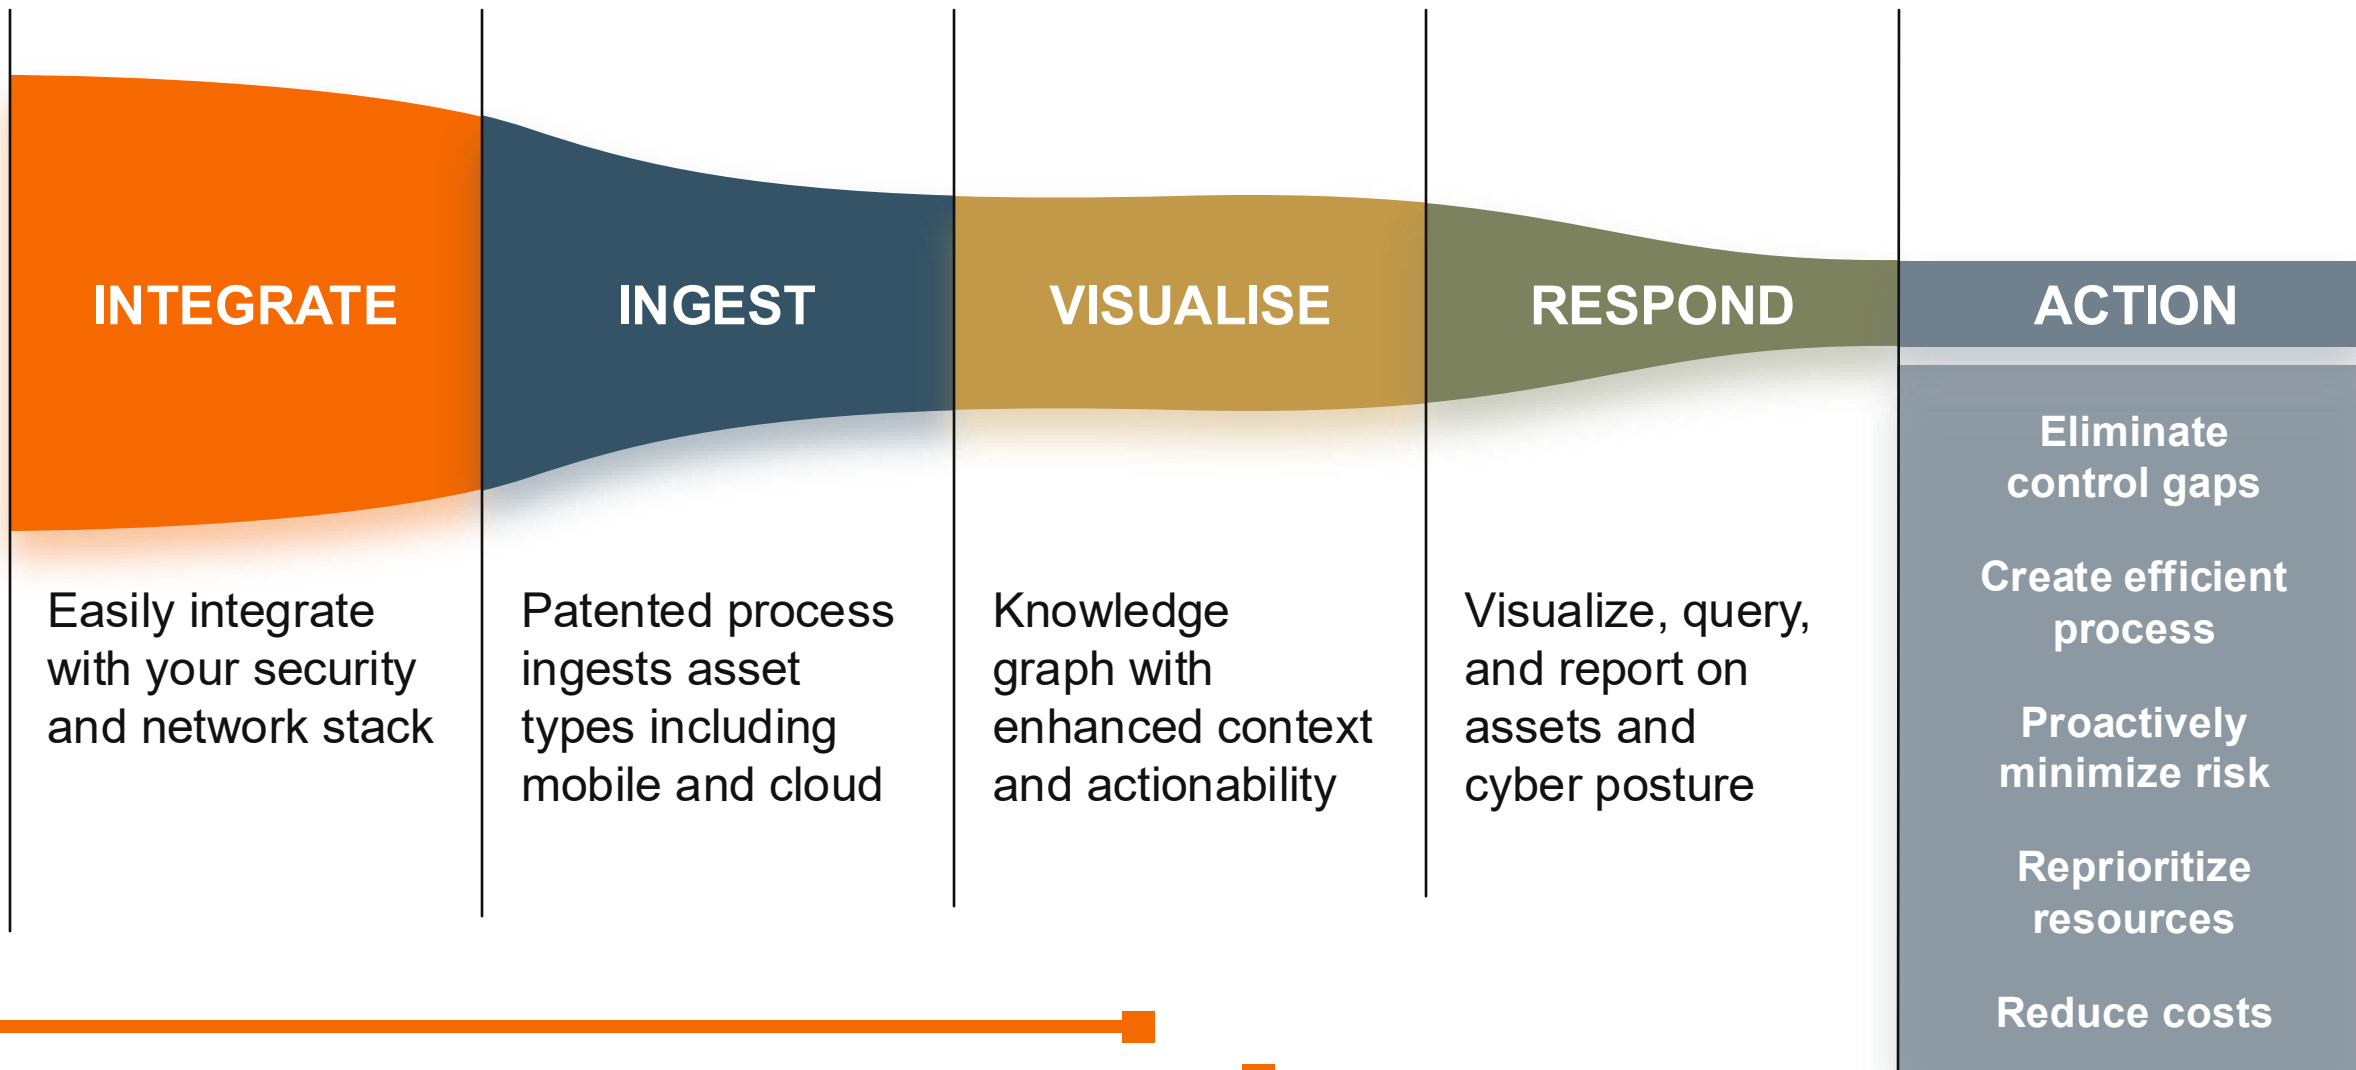 INTEGRATE
Easily integrate
with your security
and network stack
INGEST
Patented process
ingests asset
types including
mobile and cloud
VISUALISE
Knowledge
graph with
enhanced context
and actionability
RESPOND
Visualize, query,
and report on
assets and
cyber posture
ACTION
Eliminate
control gaps
Create efficient
process
Proactively
minimize risk
Reprioritize
resources
Reduce costs